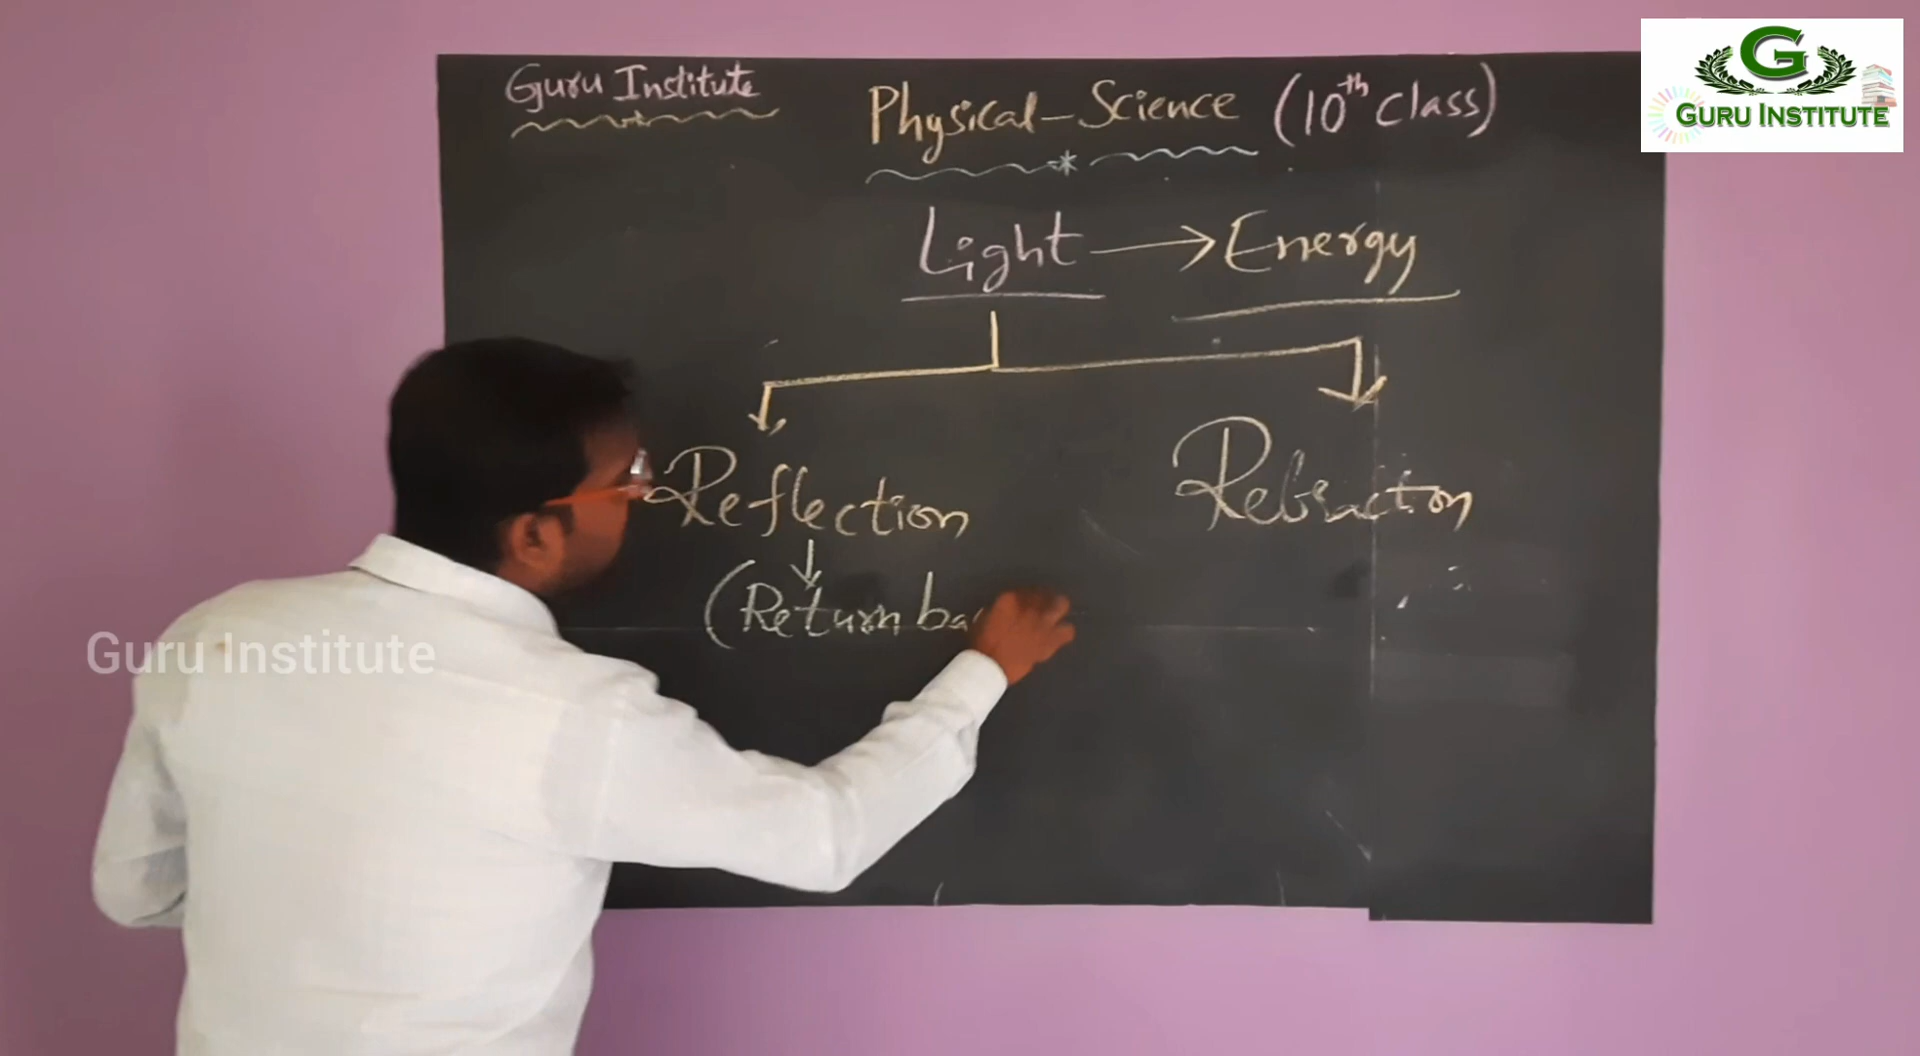 Guru Institute
Physical-Science (10th class)
Light → Energy
Reflection
Refraction
(Return ba
G
GURU INSTITUTE
Guru Institute